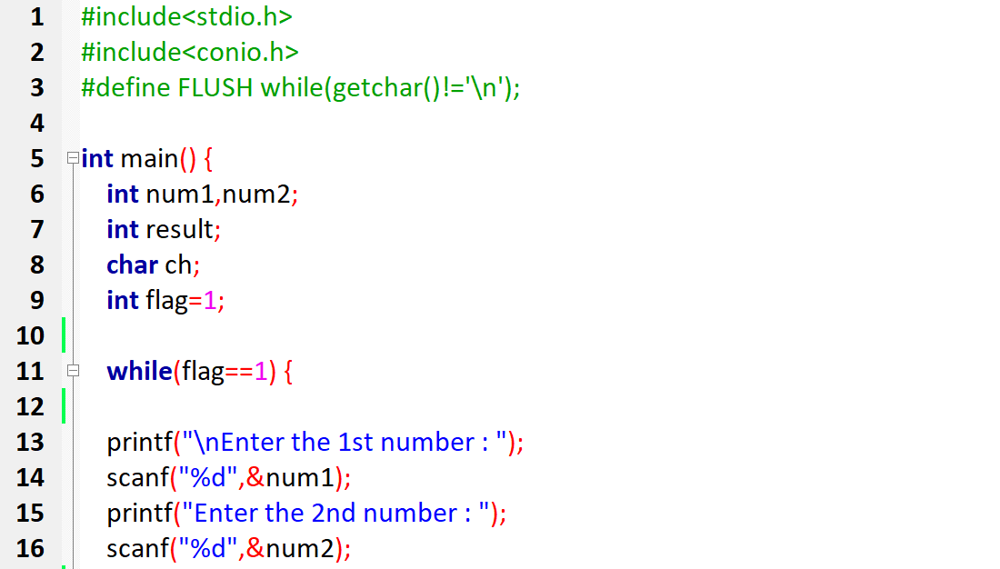 1 #include<stdio.h>
2 #include<conio.h>
3 #define FLUSH while(getchar()!='\n');
4
5 int main() {
6 int num1,num2;
7 int result;
8 char ch;
9 int flag=1;
10
11 while(flag==1) {
12
13 printf("\nEnter the 1st number : ");
14 scanf("%d",&num1);
15 printf("Enter the 2nd number : ");
16 scanf("%d",&num2);